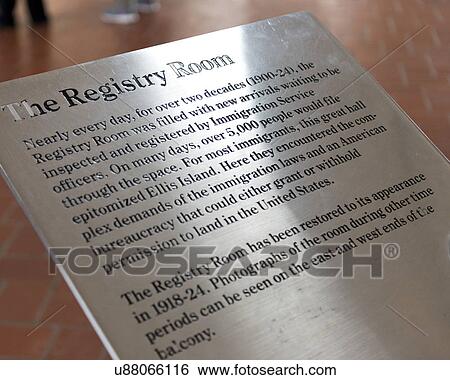 The Registry Room
Nearly every day, for over two decades (1900-24), the
Registry Room was filled with new arrivals waiting to be
inspected and registered by Immigration Service
officers. On many days, over 5,000 people would file
through the space. For most immigrants, this great hall
epitomized Ellis Island. Here they encountered the com-
plex demands of the immigration laws and an American
bureaucracy that could either grant or withhold
permission to land in the United States.
The Registry Room has been restored to its appearance
in 1918-24. Photographs of the room during other time
periods can be seen on the east and west ends of the
balcony.
FOTOSEARCH®
u88066116 www.fotosearch.com